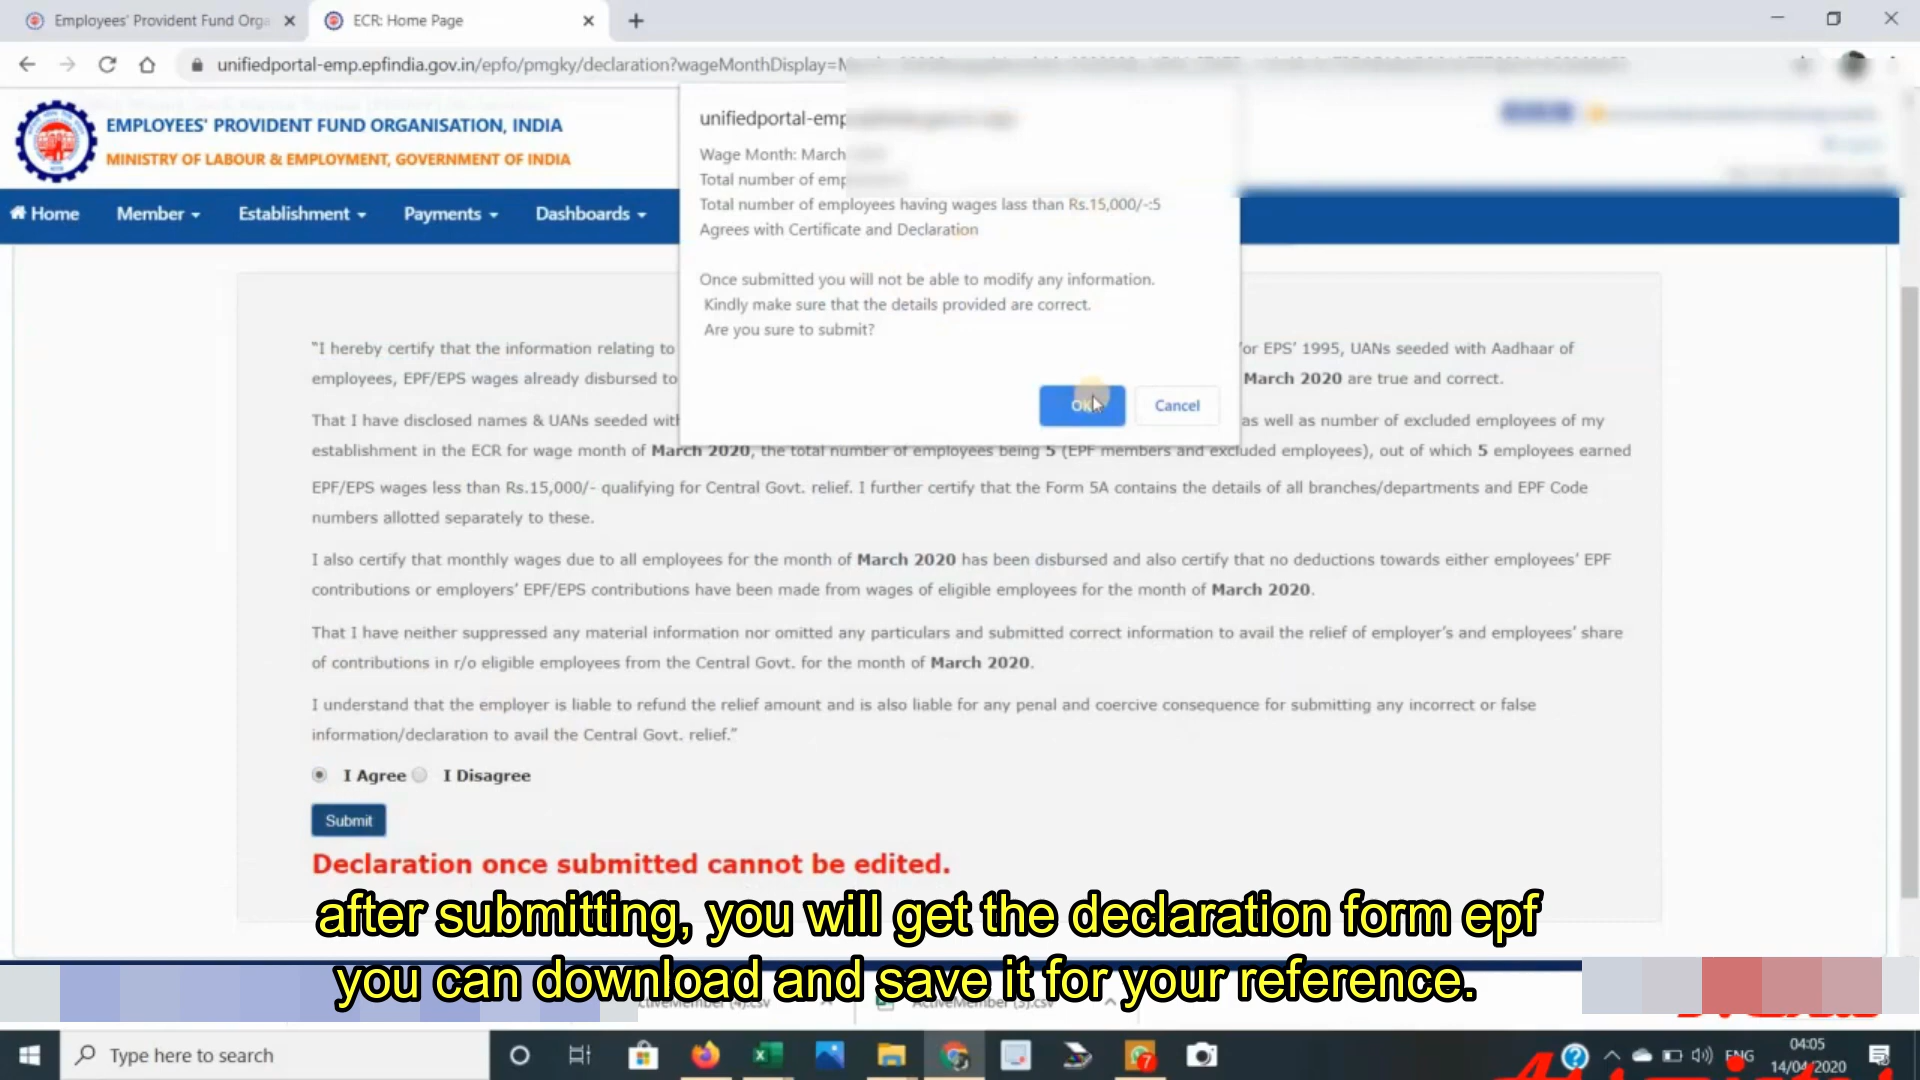 Employees' Provident Fund Orga
ECR: Home Page
unifiedportal-emp.epfindia.gov.in/epfo/pmgky/declaration?wageMonthDisplay=
EMPLOYEES' PROVIDENT FUND ORGANISATION, INDIA
MINISTRY OF LABOUR & EMPLOYMENT, GOVERNMENT OF INDIA
Home Member Establishment Payments Dashboards
unifiedportal-emp
Wage Month: March
Total number of emp
Total number of employees having wages lass than Rs.15,000/-:5
Agrees with Certificate and Declaration
Once submitted you will not be able to modify any information.
Kindly make sure that the details provided are correct.
Are you sure to submit?
OK Cancel
"I hereby certify that the information relating to or EPS' 1995, UANs seeded with Aadhaar of
employees, EPF/EPS wages already disbursed to March 2020 are true and correct.
That I have disclosed names & UANs seeded with as well as number of excluded employees of my
establishment in the ECR for wage month of March 2020, the total number of employees being 5 (EPF members and excluded employees), out of which 5 employees earned
EPF/EPS wages less than Rs.15,000/- qualifying for Central Govt. relief. I further certify that the Form 5A contains the details of all branches/departments and EPF Code
numbers allotted separately to these.
I also certify that monthly wages due to all employees for the month of March 2020 has been disbursed and also certify that no deductions towards either employees' EPF
contributions or employers' EPF/EPS contributions have been made from wages of eligible employees for the month of March 2020.
That I have neither suppressed any material information nor omitted any particulars and submitted correct information to avail the relief of employer's and employees' share
of contributions in r/o eligible employees from the Central Govt. for the month of March 2020.
I understand that the employer is liable to refund the relief amount and is also liable for any penal and coercive consequence for submitting any incorrect or false
information/declaration to avail the Central Govt. relief."
I Agree I Disagree
Submit
Declaration once submitted cannot be edited.
after submitting, you will get the declaration form epf
you can download and save it for your reference.
ctiveMember (4).csv ActiveMember (3).csv
Type here to search
7
ENG
04:05
14/04/2020